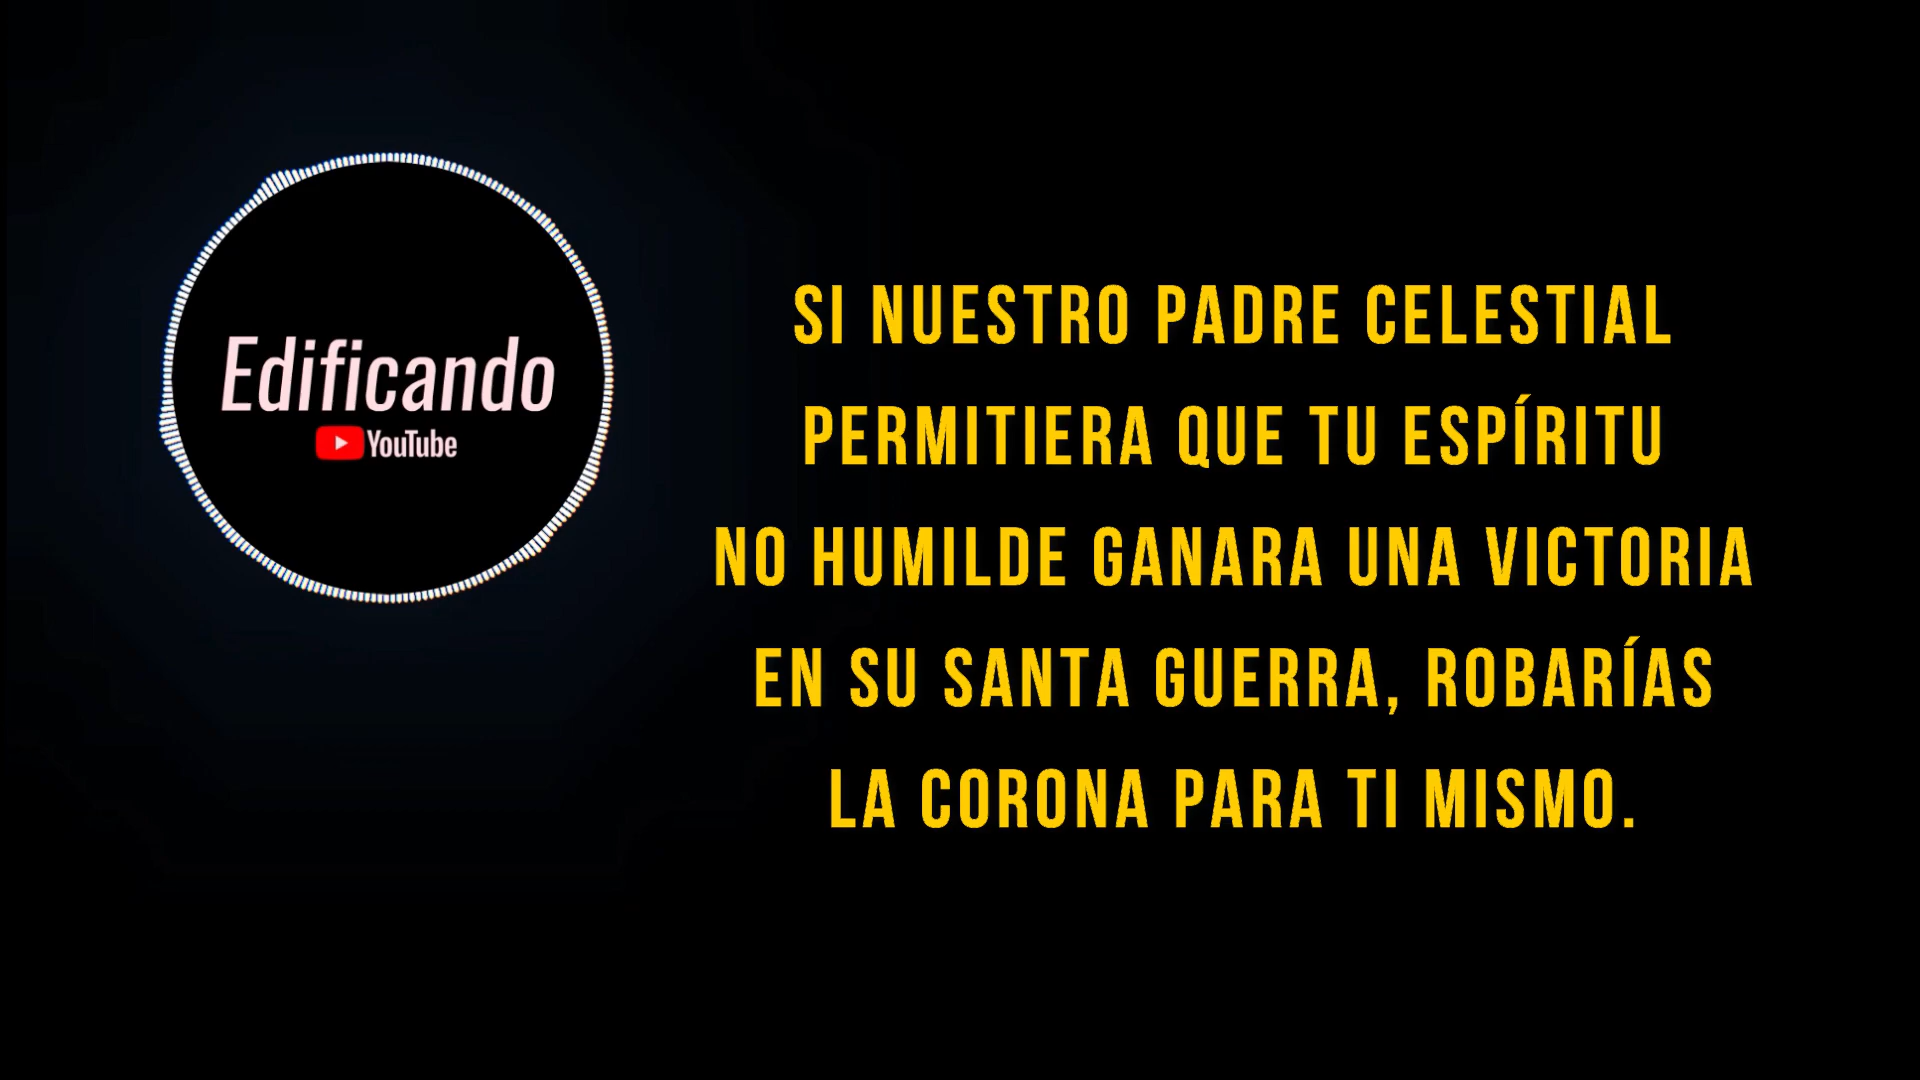 Edificando
YouTube
SI NUESTRO PADRE CELESTIAL
PERMITIERA QUE TU ESPÍRITU
NO HUMILDE GANARA UNA VICTORIA
EN SU SANTA GUERRA, ROBARÍAS
LA CORONA PARA TI MISMO.